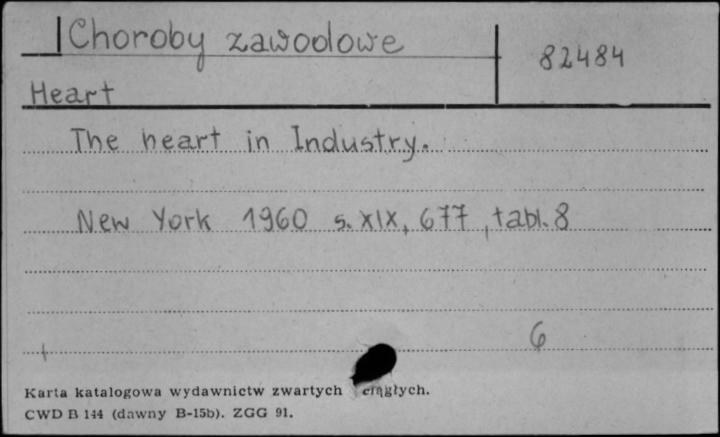 Choroby zawodowe
82484
Heart
The heart in Industry.
New York 1960 s. XIX, 677, tabl. 8
6
Karta katalogowa wydawnictw zwartych ciągłych.
CWD B 144 (dawny B-15b). ZGG 91.